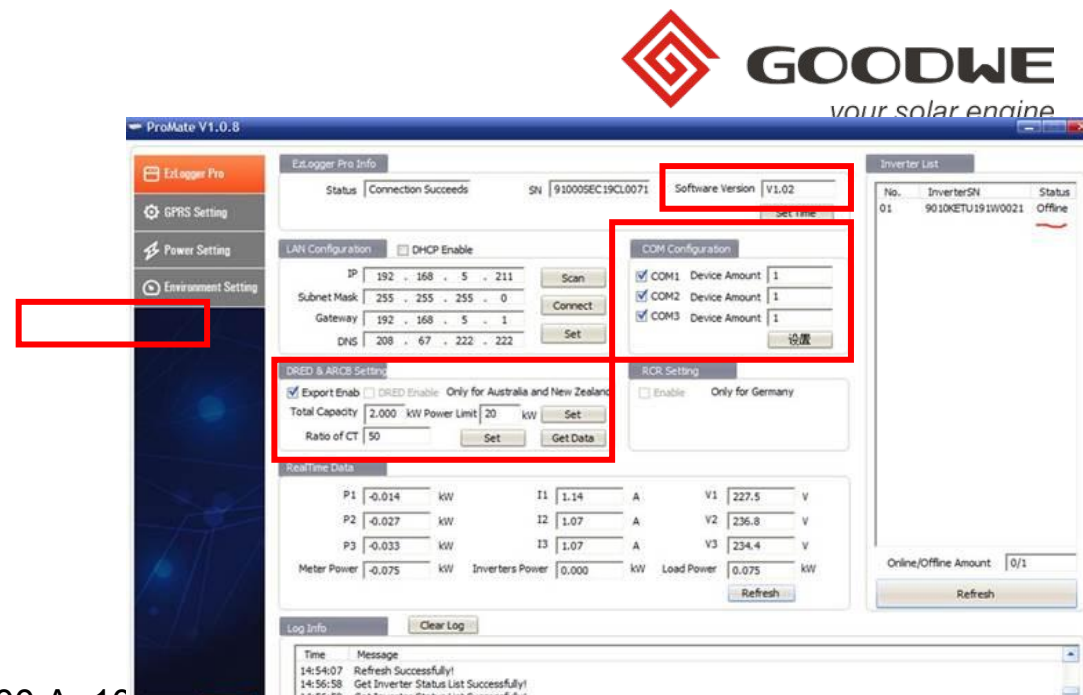 GOODWE
your solar engine
ProMate V1.0.8
EzLogger Pro
GPRS Setting
Power Setting
Environment Setting
EzLogger Pro Info
Status Connection Succeeds SN 91000SEC19CL0071 Software Version V1.02
Set Time
LAN Configuration DHCP Enable
IP 192 . 168 . 5 . 211 Scan
Subnet Mask 255 . 255 . 255 . 0 Connect
Gateway 192 . 168 . 5 . 1
DNS 208 . 67 . 222 . 222 Set
COM Configuration
COM1 Device Amount 1
COM2 Device Amount 1
COM3 Device Amount 1
设置
DRED & ARCB Setting
Export Enab DRED Enable Only for Australia and New Zealand
Total Capacity 2.000 kW Power Limit 20 kW Set
Ratio of CT 50 Set Get Data
RCR Setting
Enable Only for Germany
RealTime Data
P1 -0.014 kW I1 1.14 A V1 227.5 V
P2 -0.027 kW I2 1.07 A V2 236.8 V
P3 -0.033 kW I3 1.07 A V3 234.4 V
Meter Power -0.075 kW Inverters Power 0.000 kW Load Power 0.075 kW
Refresh
Inverter List
No. InverterSN Status
01 9010KETU191W0021 Offline
Online/Offline Amount 0/1
Refresh
Log Info Clear Log
Time Message
14:54:07 Refresh Successfully!
14:56:58 Get Inverter Status List Successfully!